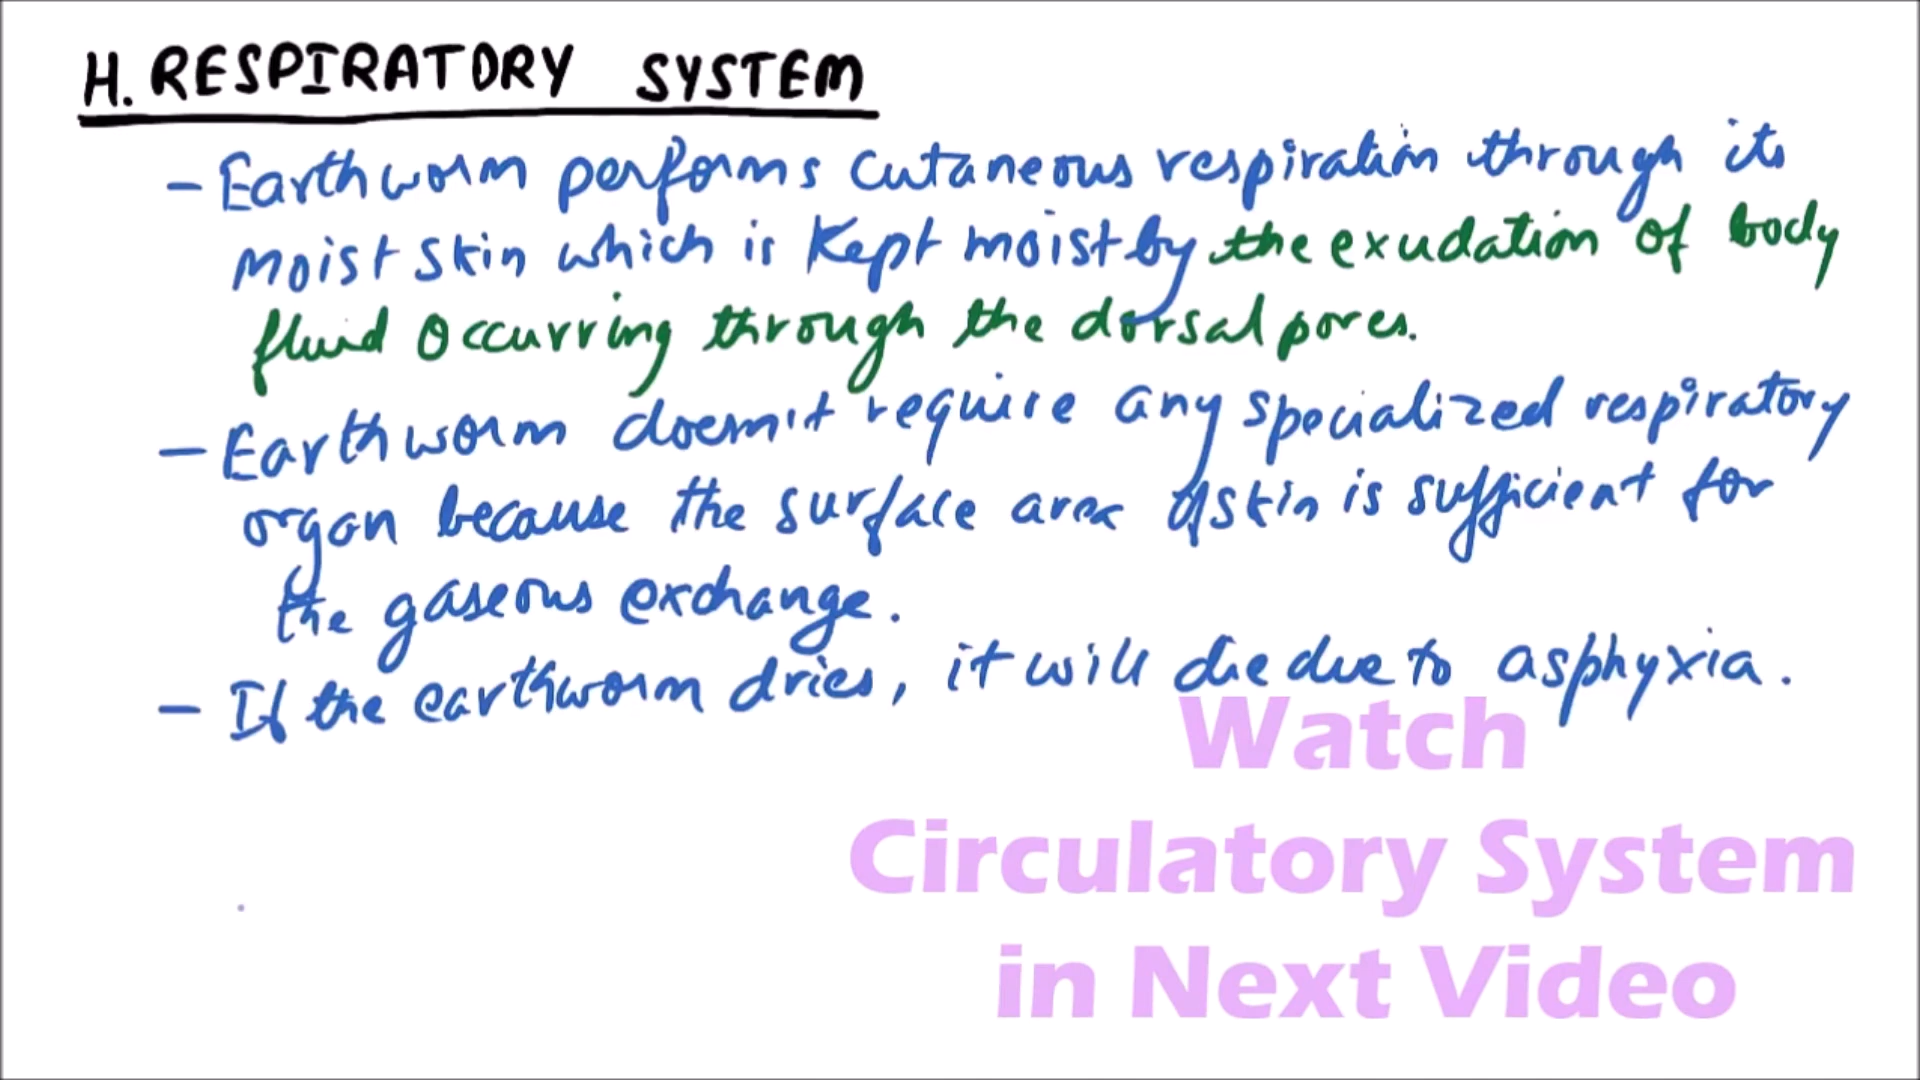 H. RESPIRATORY SYSTEM
- Earthworm performs cutaneous respiration through its
moist skin which is kept moist by the exudation of body
fluid occurring through the dorsal pores.
- Earthworm doesn't require any specialized respiratory
organ because the surface area of skin is sufficient for
the gaseous exchange.
- If the earthworm dries, it will die due to asphyxia.
Watch
Circulatory System
in Next Video